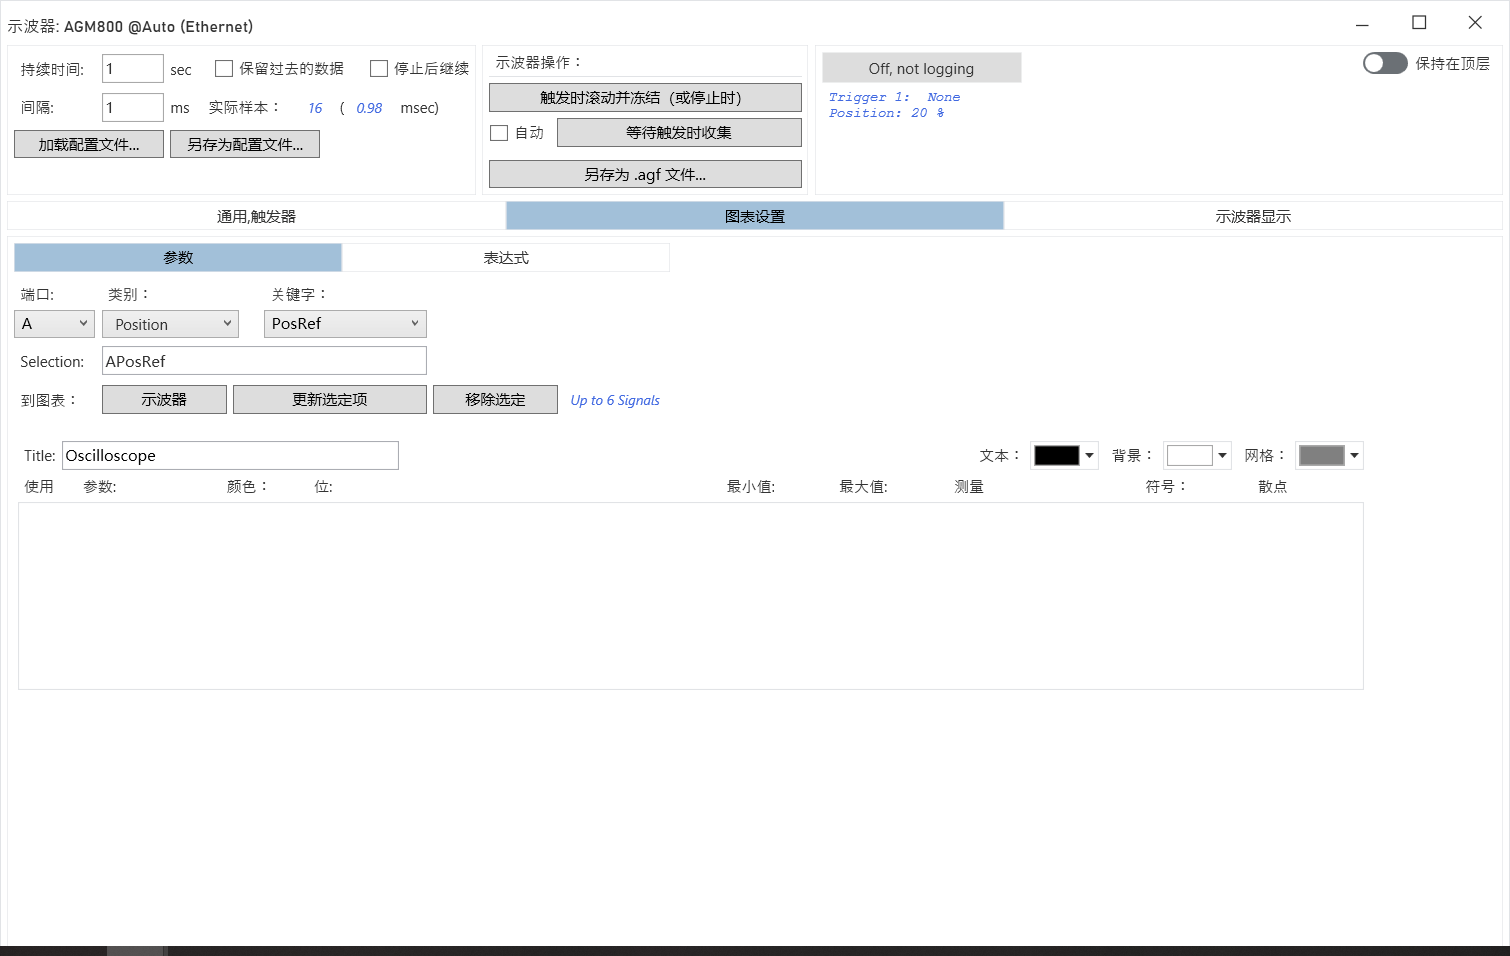 示波器: AGM800 @Auto (Ethernet)
持续时间: 1 sec 保留过去的数据 停止后继续
间隔: 1 ms 实际样本： 16 ( 0.98 msec)
加载配置文件... 另存为配置文件...
示波器操作：
触发时滚动并冻结（或停止时）
自动 等待触发时收集
另存为 .agf 文件...
Off, not logging
Trigger 1: None
Position: 20 %
保持在顶层
通用,触发器 图表设置 示波器显示
参数 表达式
端口: 类别： 关键字：
A Position PosRef
Selection: APosRef
到图表： 示波器 更新选定项 移除选定 Up to 6 Signals
Title: Oscilloscope 文本： 背景： 网格：
使用 参数: 颜色： 位: 最小值: 最大值: 测量 符号： 散点